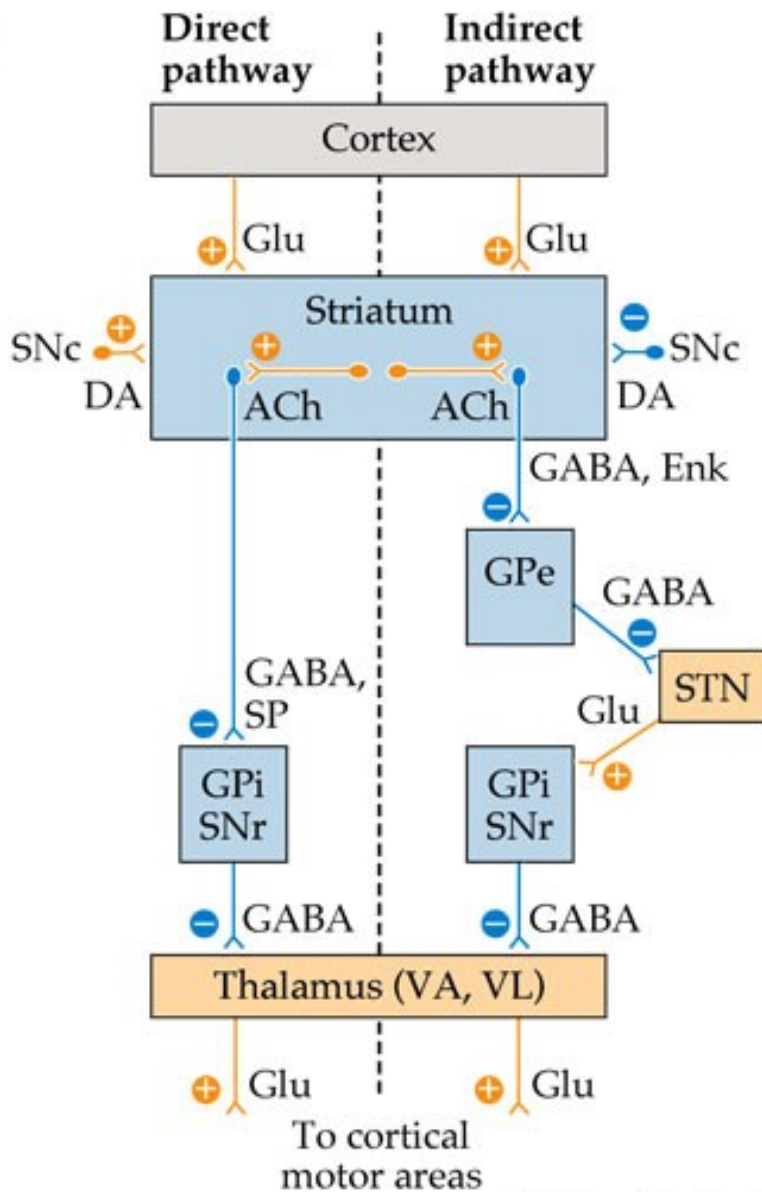 Direct
pathway
Indirect
pathway
Cortex
+ Glu
+ Glu
Striatum
SNc +
DA
+
ACh
+
ACh
− SNc
DA
GABA, Enk
−
GPe
GABA
−
STN
GABA,
SP
−
Glu
+
GPi
SNr
GPi
SNr
− GABA
− GABA
Thalamus (VA, VL)
+ Glu
+ Glu
To cortical
motor areas